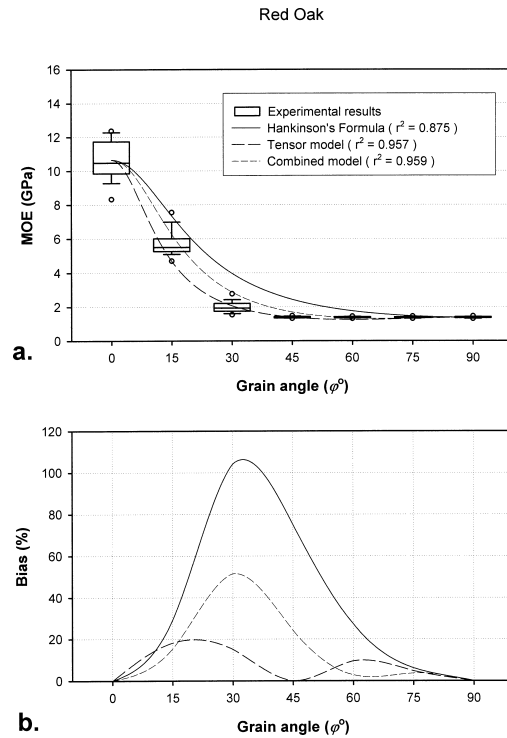 Red Oak
16
14
12
10
8
6
4
2
0
MOE (GPa)
Experimental results
Hankinson's Formula ( r² = 0.875 )
Tensor model ( r² = 0.957 )
Combined model ( r² = 0.959 )
0 15 30 45 60 75 90
Grain angle (φº)
a.
120
100
80
60
40
20
0
Bias (%)
0 15 30 45 60 75 90
Grain angle (φº)
b.